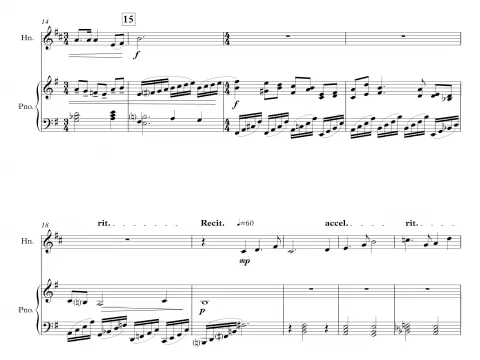 14
15
Hn.
f
Pno.
f
18
rit.
Recit.
♩=60
accel.
rit.
Hn.
mp
Pno.
p